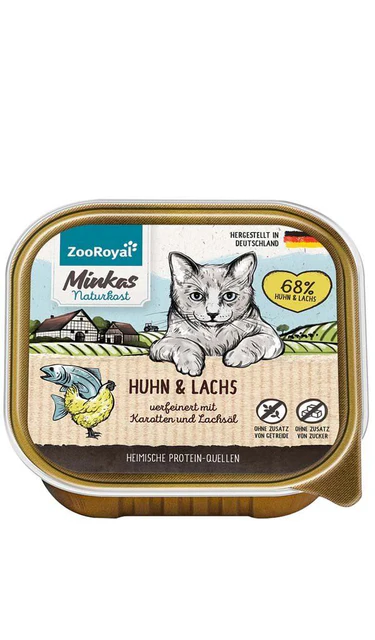 ZooRoyal
Minkas
Naturkost
HERGESTELLT IN
DEUTSCHLAND
68%
HUHN & LACHS
HUHN & LACHS
verfeinert mit
Karotten und Lachsöl
OHNE ZUSATZ
VON GETREIDE
OHNE ZUSATZ
VON ZUCKER
HEIMISCHE PROTEIN-QUELLEN